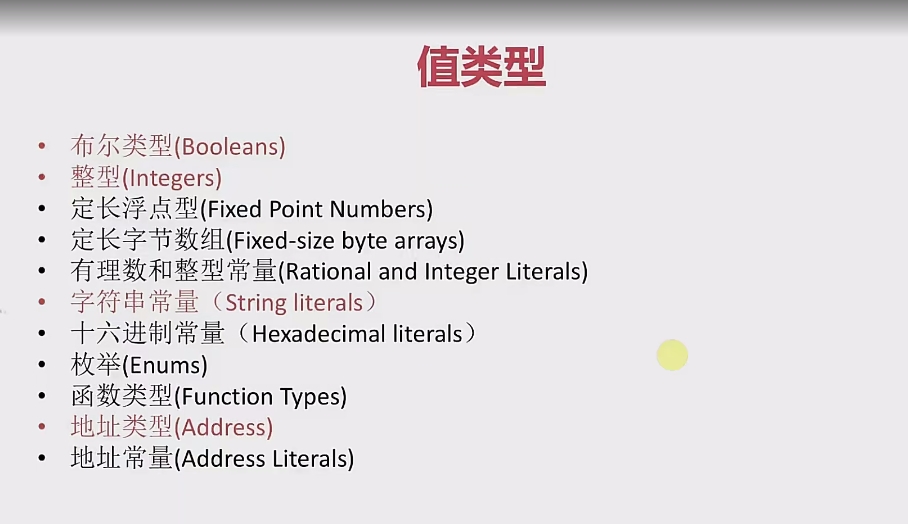 值类型
• 布尔类型(Booleans)
• 整型(Integers)
• 定长浮点型(Fixed Point Numbers)
• 定长字节数组(Fixed-size byte arrays)
• 有理数和整型常量(Rational and Integer Literals)
• 字符串常量（String literals）
• 十六进制常量（Hexadecimal literals）
• 枚举(Enums)
• 函数类型(Function Types)
• 地址类型(Address)
• 地址常量(Address Literals)